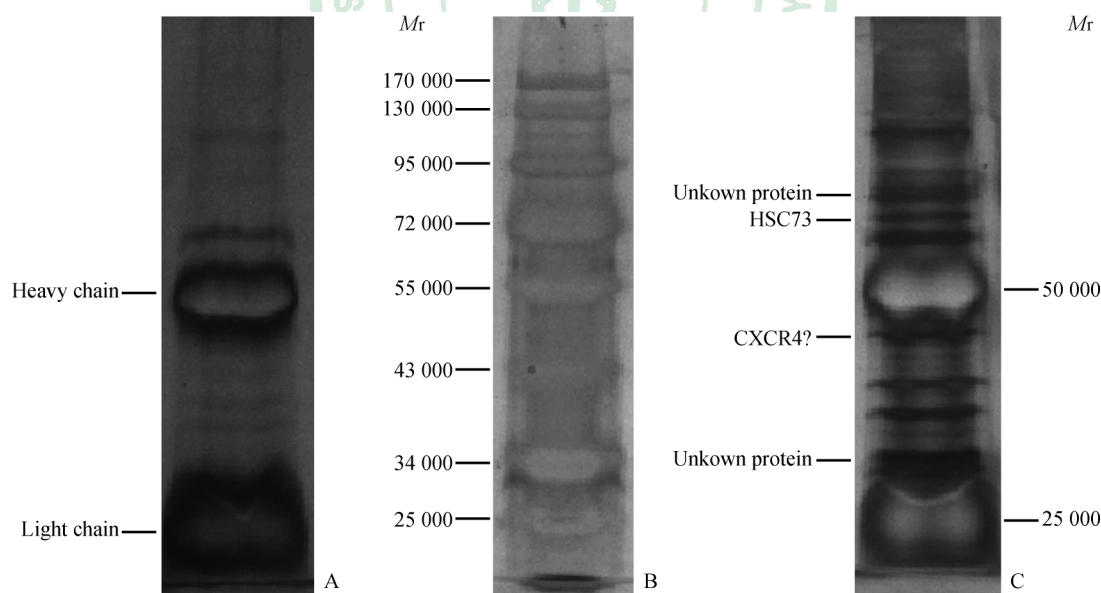 Mr
170 000
130 000
95 000
72 000
55 000
43 000
34 000
25 000
Heavy chain
Light chain
A
B
Mr
Unkown protein
HSC73
CXCR4?
Unkown protein
50 000
25 000
C